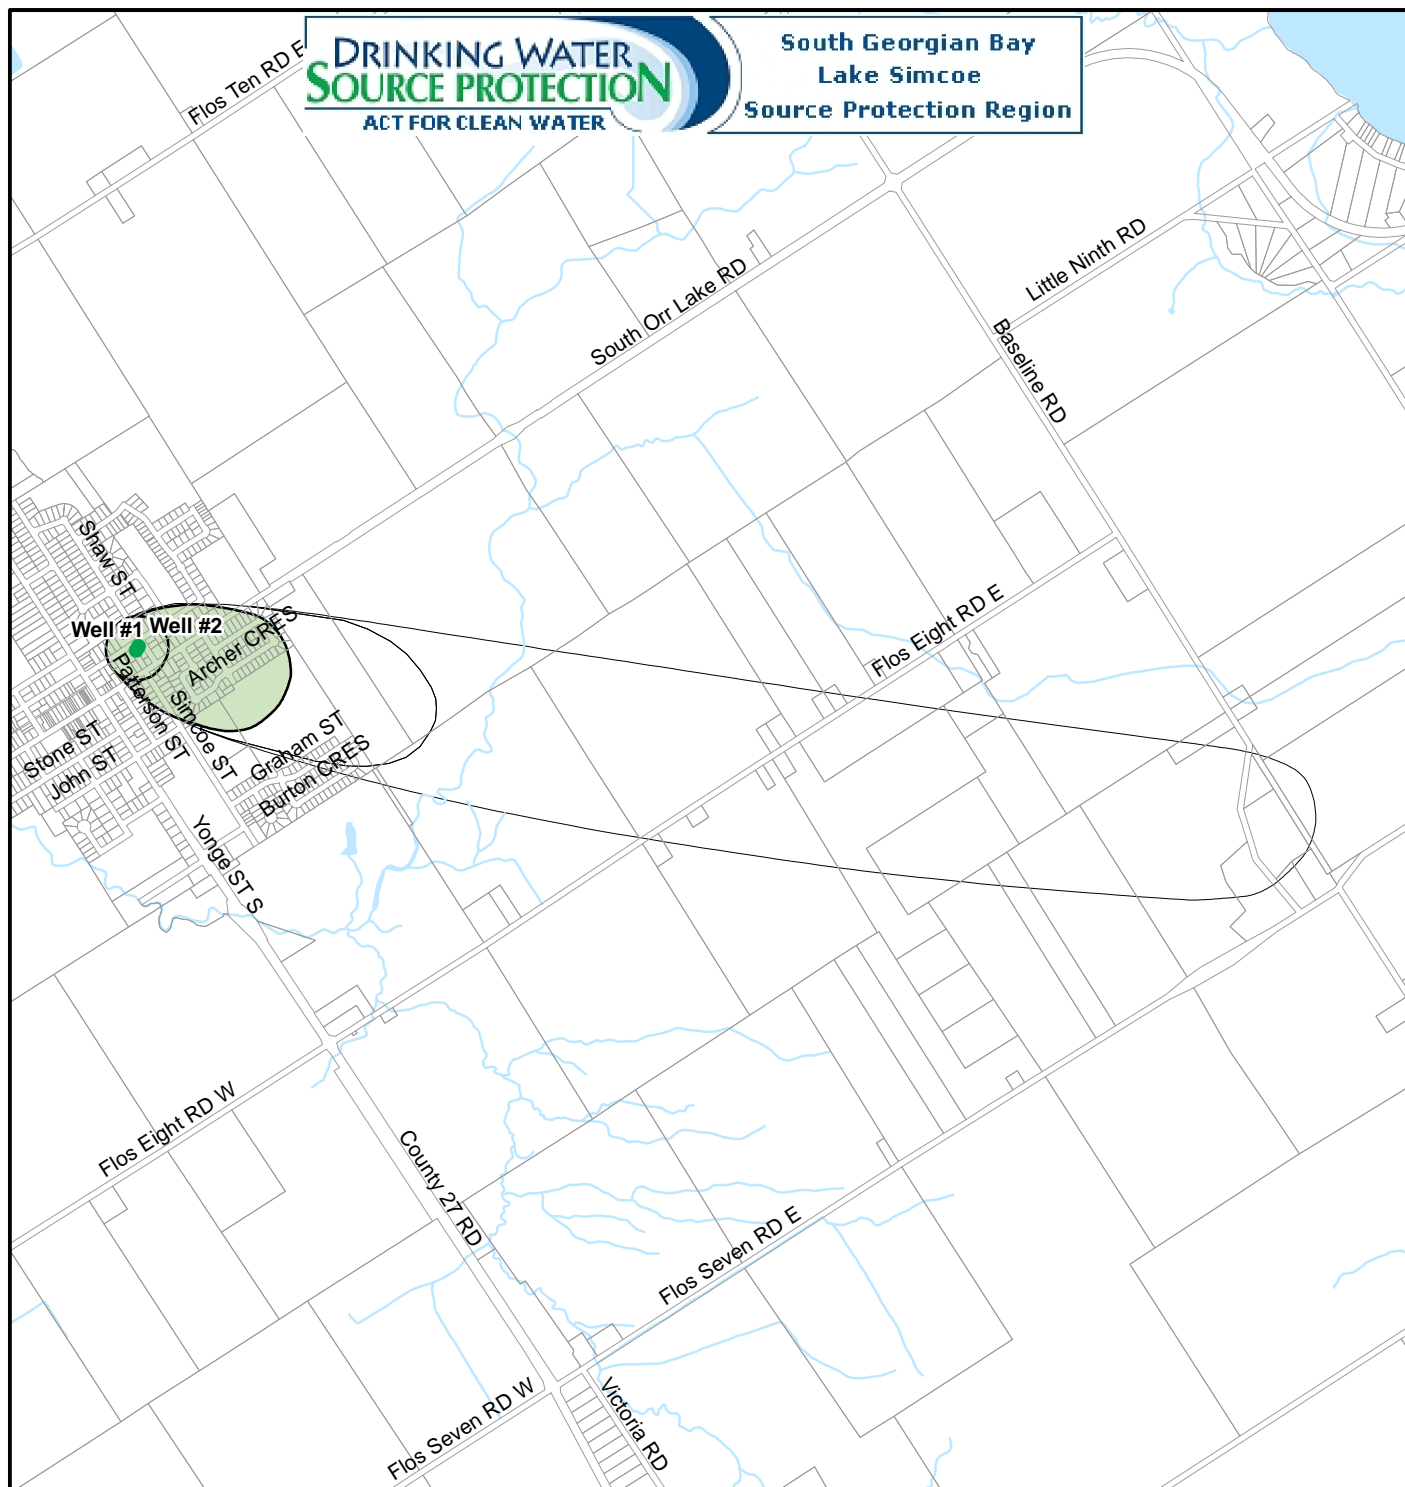 Flos Ten RD E
DRINKING WATER
SOURCE PROTECTION
ACT FOR CLEAN WATER
South Georgian Bay
Lake Simcoe
Source Protection Region
Little Ninth RD
South Orr Lake RD
Baseline RD
Shaw ST
Well #1
Well #2
Archer CRES
Flos Eight RD E
Patterson ST
Simcoe ST
Stone ST
John ST
Graham ST
Burton CRES
Yonge ST S
Flos Eight RD W
County 27 RD
Flos Seven RD E
Flos Seven RD W
Victoria RD